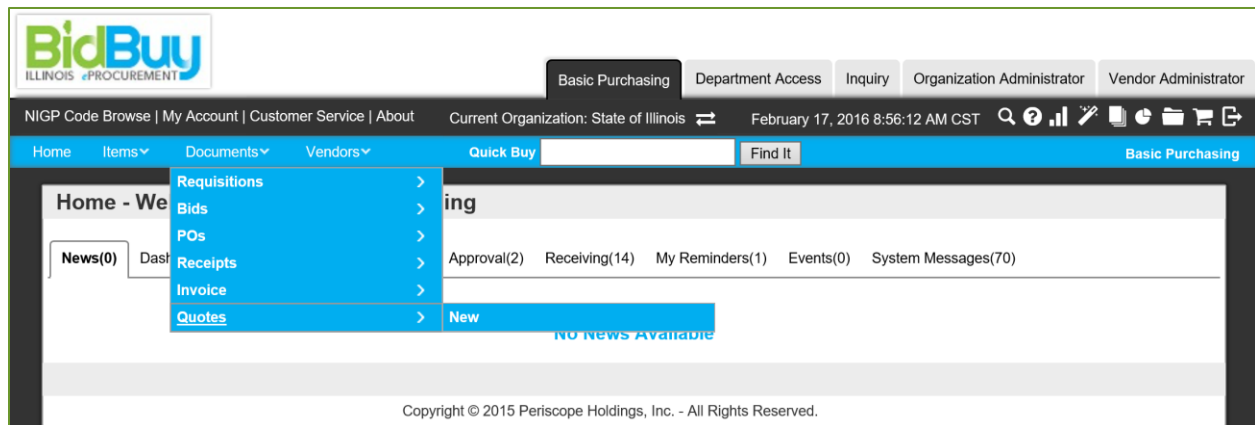 BidBuy
ILLINOIS ePROCUREMENT
Basic Purchasing Department Access Inquiry Organization Administrator Vendor Administrator
NIGP Code Browse | My Account | Customer Service | About Current Organization: State of Illinois February 17, 2016 8:56:12 AM CST
Home Items Documents Vendors Quick Buy Find It Basic Purchasing
Requisitions
Home - We ing
Bids
POs
News(0) Dash Approval(2) Receiving(14) My Reminders(1) Events(0) System Messages(70)
Receipts
Invoice
Quotes New
No News Available
Copyright © 2015 Periscope Holdings, Inc. - All Rights Reserved.